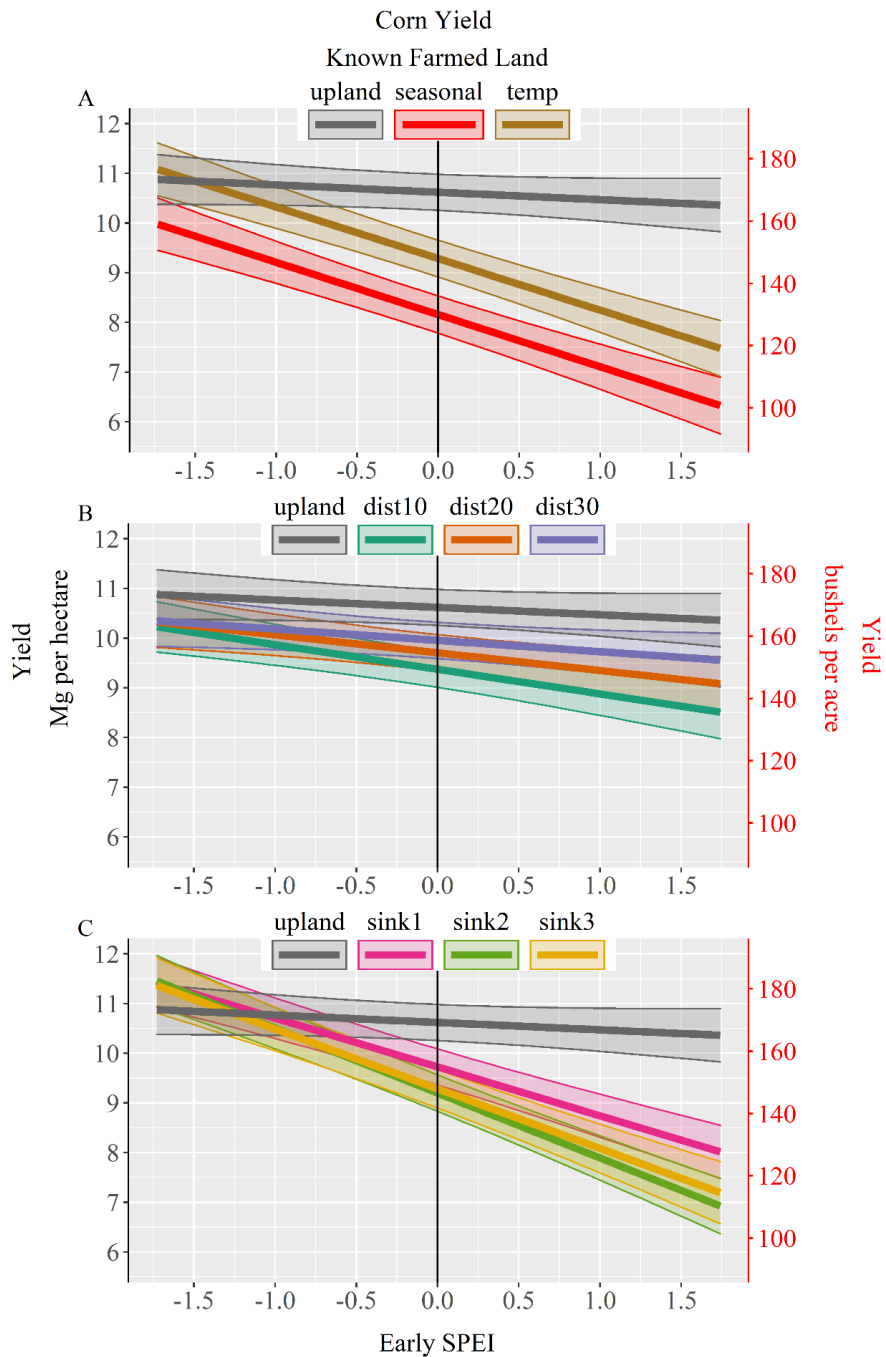 Corn Yield
Known Farmed Land
A
upland seasonal temp
12
11
10
9
8
7
6
180
160
140
120
100
-1.5 -1.0 -0.5 0.0 0.5 1.0 1.5
B
upland dist10 dist20 dist30
12
11
10
9
8
7
6
180
160
140
120
100
-1.5 -1.0 -0.5 0.0 0.5 1.0 1.5
Yield
Mg per hectare
Yield
bushels per acre
C
upland sink1 sink2 sink3
12
11
10
9
8
7
6
180
160
140
120
100
-1.5 -1.0 -0.5 0.0 0.5 1.0 1.5
Early SPEI